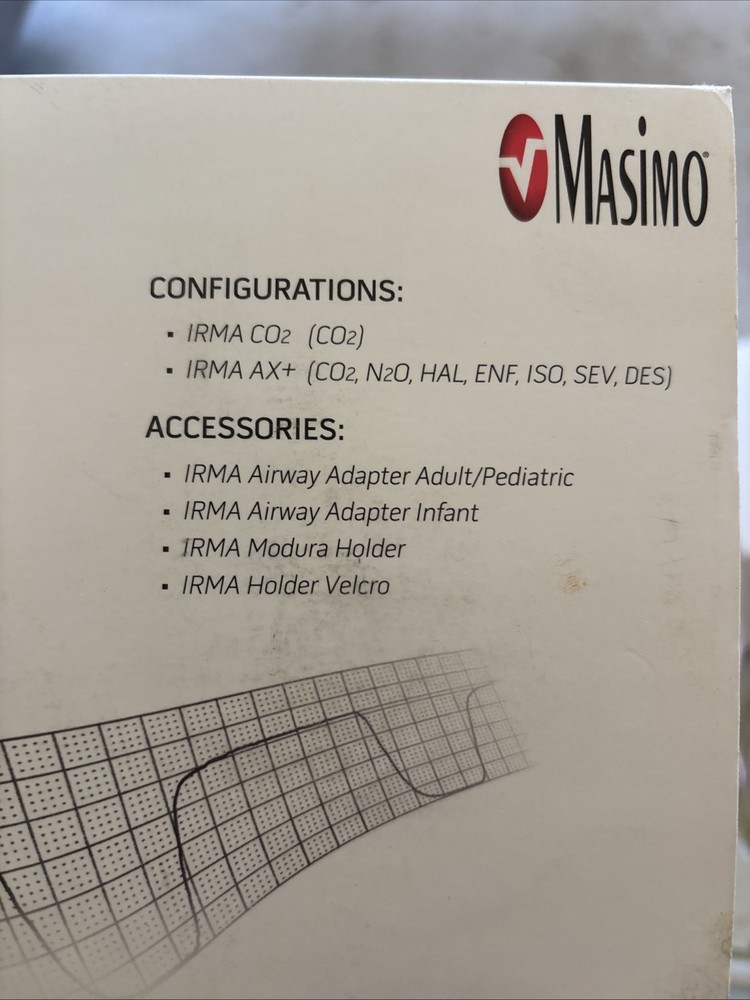 MASIMO®
CONFIGURATIONS:
▪ IRMA CO2 (CO2)
▪ IRMA AX+ (CO2, N2O, HAL, ENF, ISO, SEV, DES)
ACCESSORIES:
▪ IRMA Airway Adapter Adult/Pediatric
▪ IRMA Airway Adapter Infant
▪ IRMA Modura Holder
▪ IRMA Holder Velcro